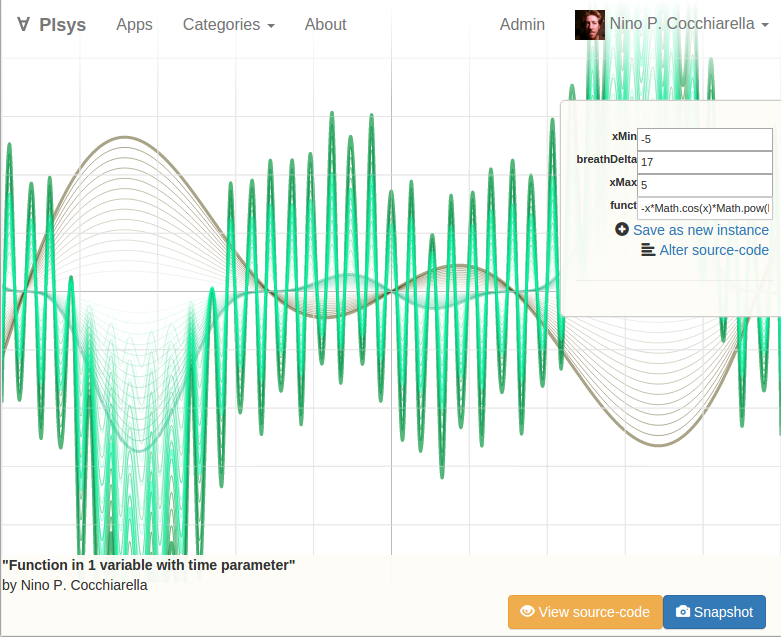 ∀ Plsys Apps Categories About Admin Nino P. Cocchiarella
xMin -5
breathDelta 17
xMax 5
funct -x*Math.cos(x)*Math.pow(
Save as new instance
Alter source-code
"Function in 1 variable with time parameter"
by Nino P. Cocchiarella
View source-code Snapshot